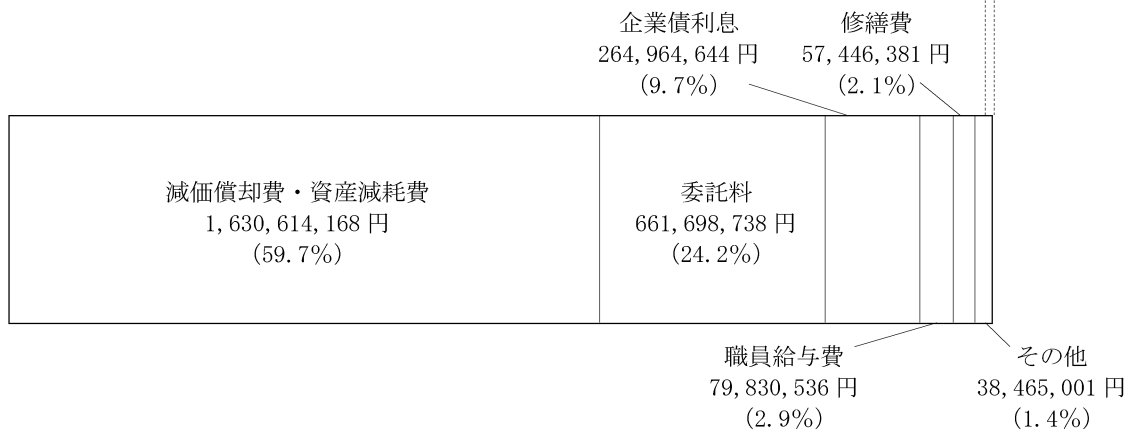 企業債利息
264,964,644 円
(9.7%)
修繕費
57,446,381 円
(2.1%)
減価償却費・資産減耗費
1,630,614,168 円
(59.7%)
委託料
661,698,738 円
(24.2%)
職員給与費
79,830,536 円
(2.9%)
その他
38,465,001 円
(1.4%)